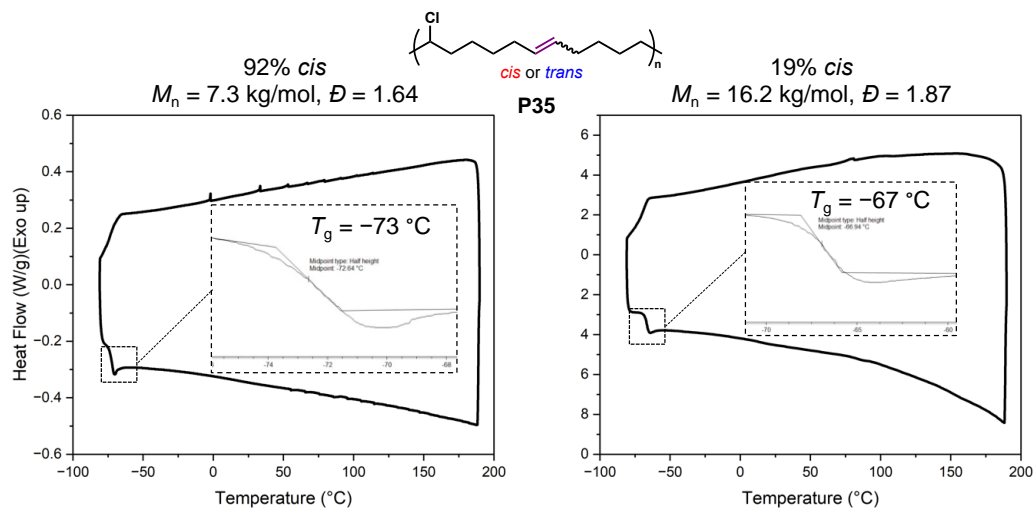 Cl
n
cis or trans
P35
92% cis
Mn = 7.3 kg/mol, Đ = 1.64
19% cis
Mn = 16.2 kg/mol, Đ = 1.87
Heat Flow (W/g)(Exo up)
0.6
0.4
0.2
0.0
−0.2
−0.4
−0.6
−100 −50 0 50 100 150 200
Temperature (°C)
Tg = −73 °C
Midpoint type: Half height
Midpoint: -72.64 °C
-74 -72 -70 -68
6
4
2
0
2
4
6
8
0
−100 −50 0 50 100 150 200
Temperature (°C)
Tg = −67 °C
Midpoint type: Half height
Midpoint: -66.94 °C
-70 -65 -60